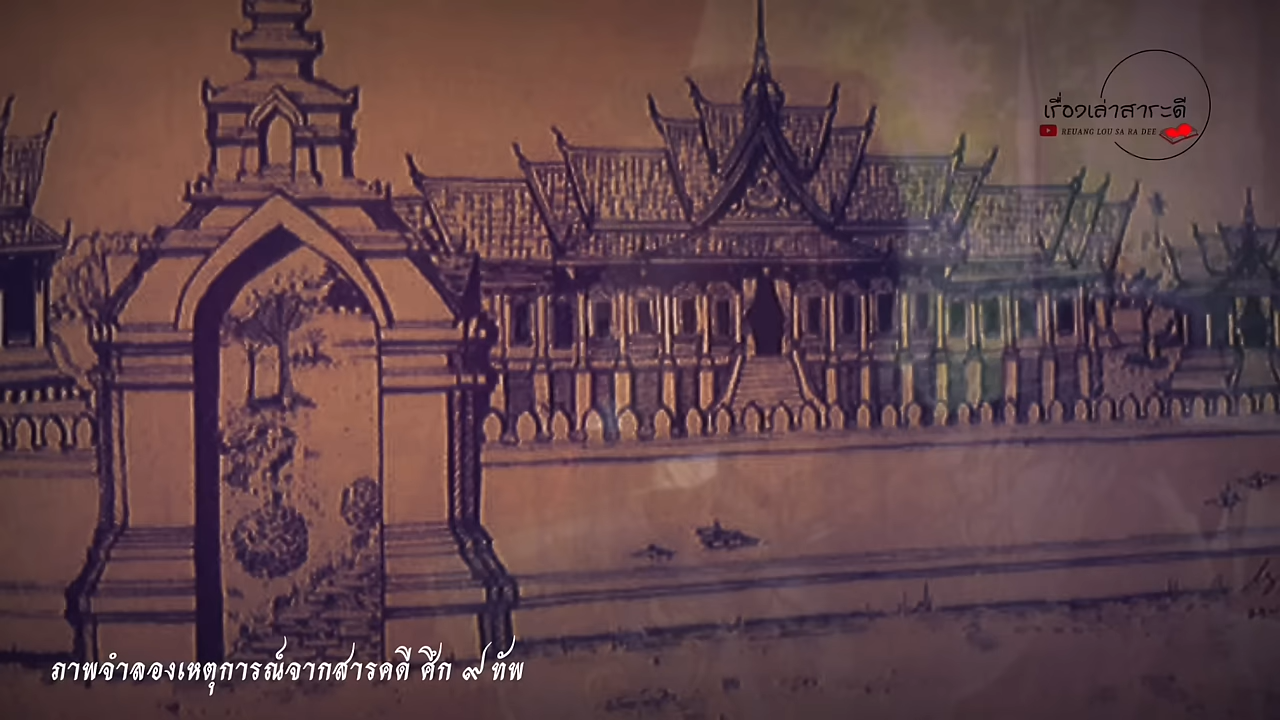 เรื่องเล่าสาระดี
REUANG LOU SA RA DEE
ภาพจำลองเหตุการณ์จากสารคดี ศึก ๙ ทัพ